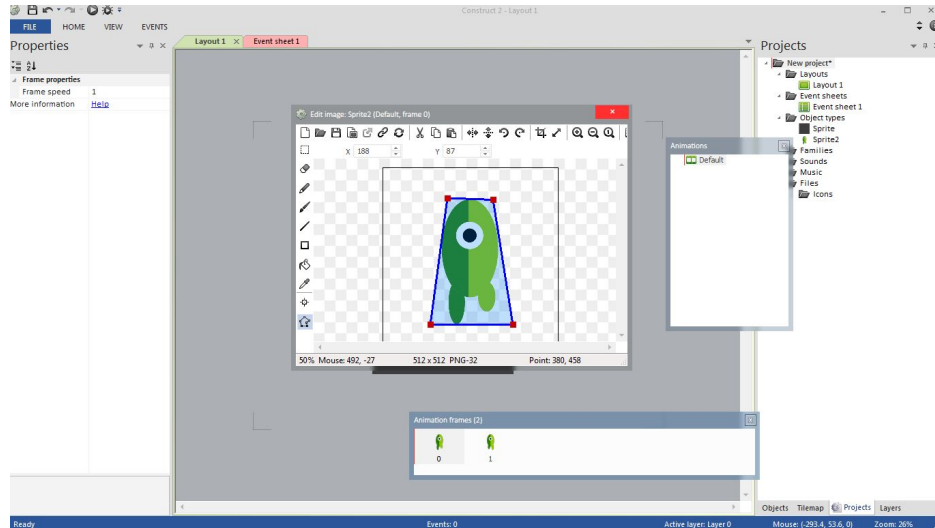 Construct 2 - Layout 1
FILE HOME VIEW EVENTS
Properties
Frame properties
Frame speed 1
More information Help
Layout 1 × Event sheet 1
Edit image: Sprite2 (Default, frame 0)
X 188 Y 87
50% Mouse: 492, -27 512 x 512 PNG-32 Point: 380, 458
Animations
Default
Animation frames (2)
0 1
Projects
New project*
Layouts
Layout 1
Event sheets
Event sheet 1
Object types
Sprite
Sprite2
Families
Sounds
Music
Files
Icons
Objects Tilemap Projects Layers
Ready Events: 0 Active layer: Layer 0 Mouse: (-293.4, 53.6, 0) Zoom: 26%